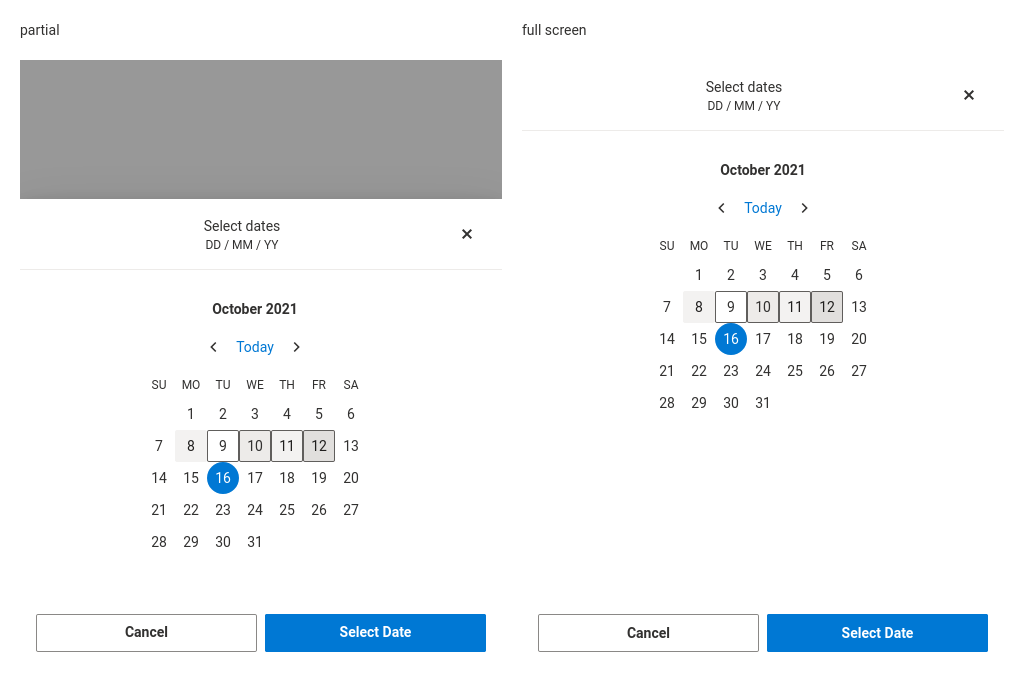 partial
Select dates
DD / MM / YY
October 2021
Today
SU MO TU WE TH FR SA
1 2 3 4 5 6
7 8 9 10 11 12 13
14 15 16 17 18 19 20
21 22 23 24 25 26 27
28 29 30 31
Cancel Select Date
full screen
Select dates
DD / MM / YY
October 2021
Today
SU MO TU WE TH FR SA
1 2 3 4 5 6
7 8 9 10 11 12 13
14 15 16 17 18 19 20
21 22 23 24 25 26 27
28 29 30 31
Cancel Select Date